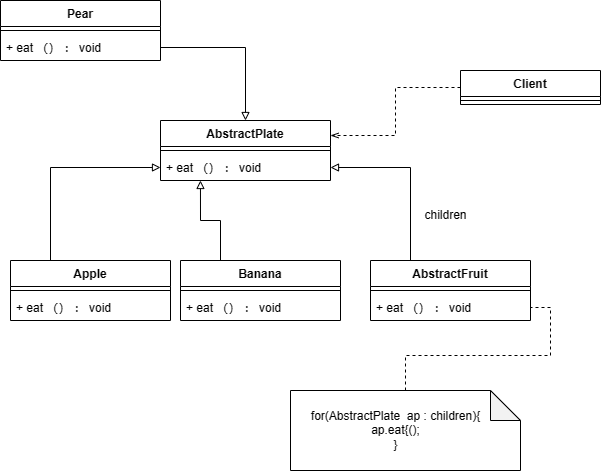 Pear
+ eat () : void
Client
AbstractPlate
+ eat () : void
children
Apple
+ eat () : void
Banana
+ eat () : void
AbstractFruit
+ eat () : void
for(AbstractPlate ap : children){
ap.eat{();
}